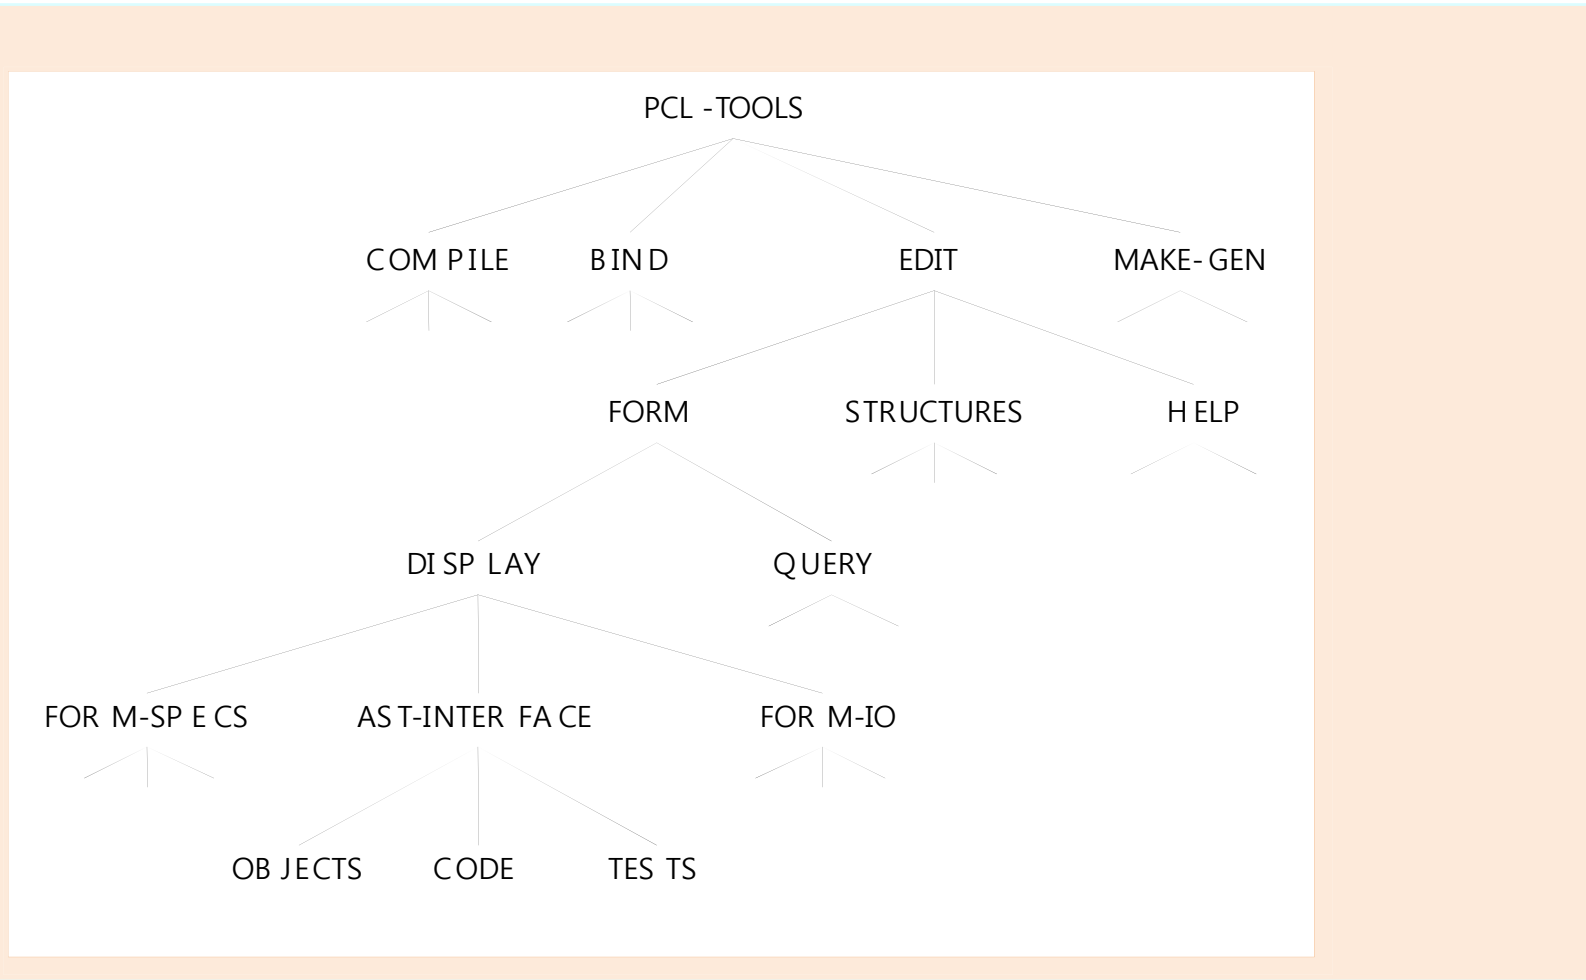 PCL-TOOLS
COMPILE BIND EDIT MAKE-GEN
FORM STRUCTURES HELP
DISPLAY QUERY
FORM-SPECS AST-INTERFACE FORM-IO
OBJECTS CODE TESTS